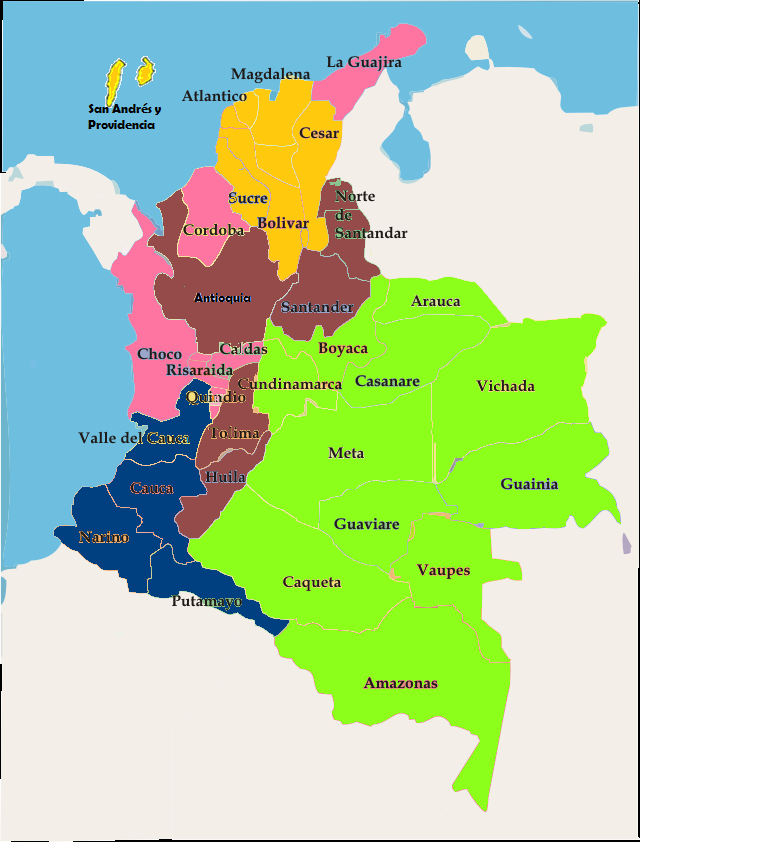 La Guajira
Magdalena
Atlantico
San Andrés y
Providencia
Cesar
Sucre
Norte
de
Santandar
Bolivar
Cordoba
Antioquia
Santander
Arauca
Choco
Caldas
Boyaca
Risaraida
Cundinamarca
Casanare
Vichada
Quindio
Valle del Cauca
Tolima
Meta
Huila
Guainia
Cauca
Guaviare
Narino
Vaupes
Caqueta
Putamayo
Amazonas